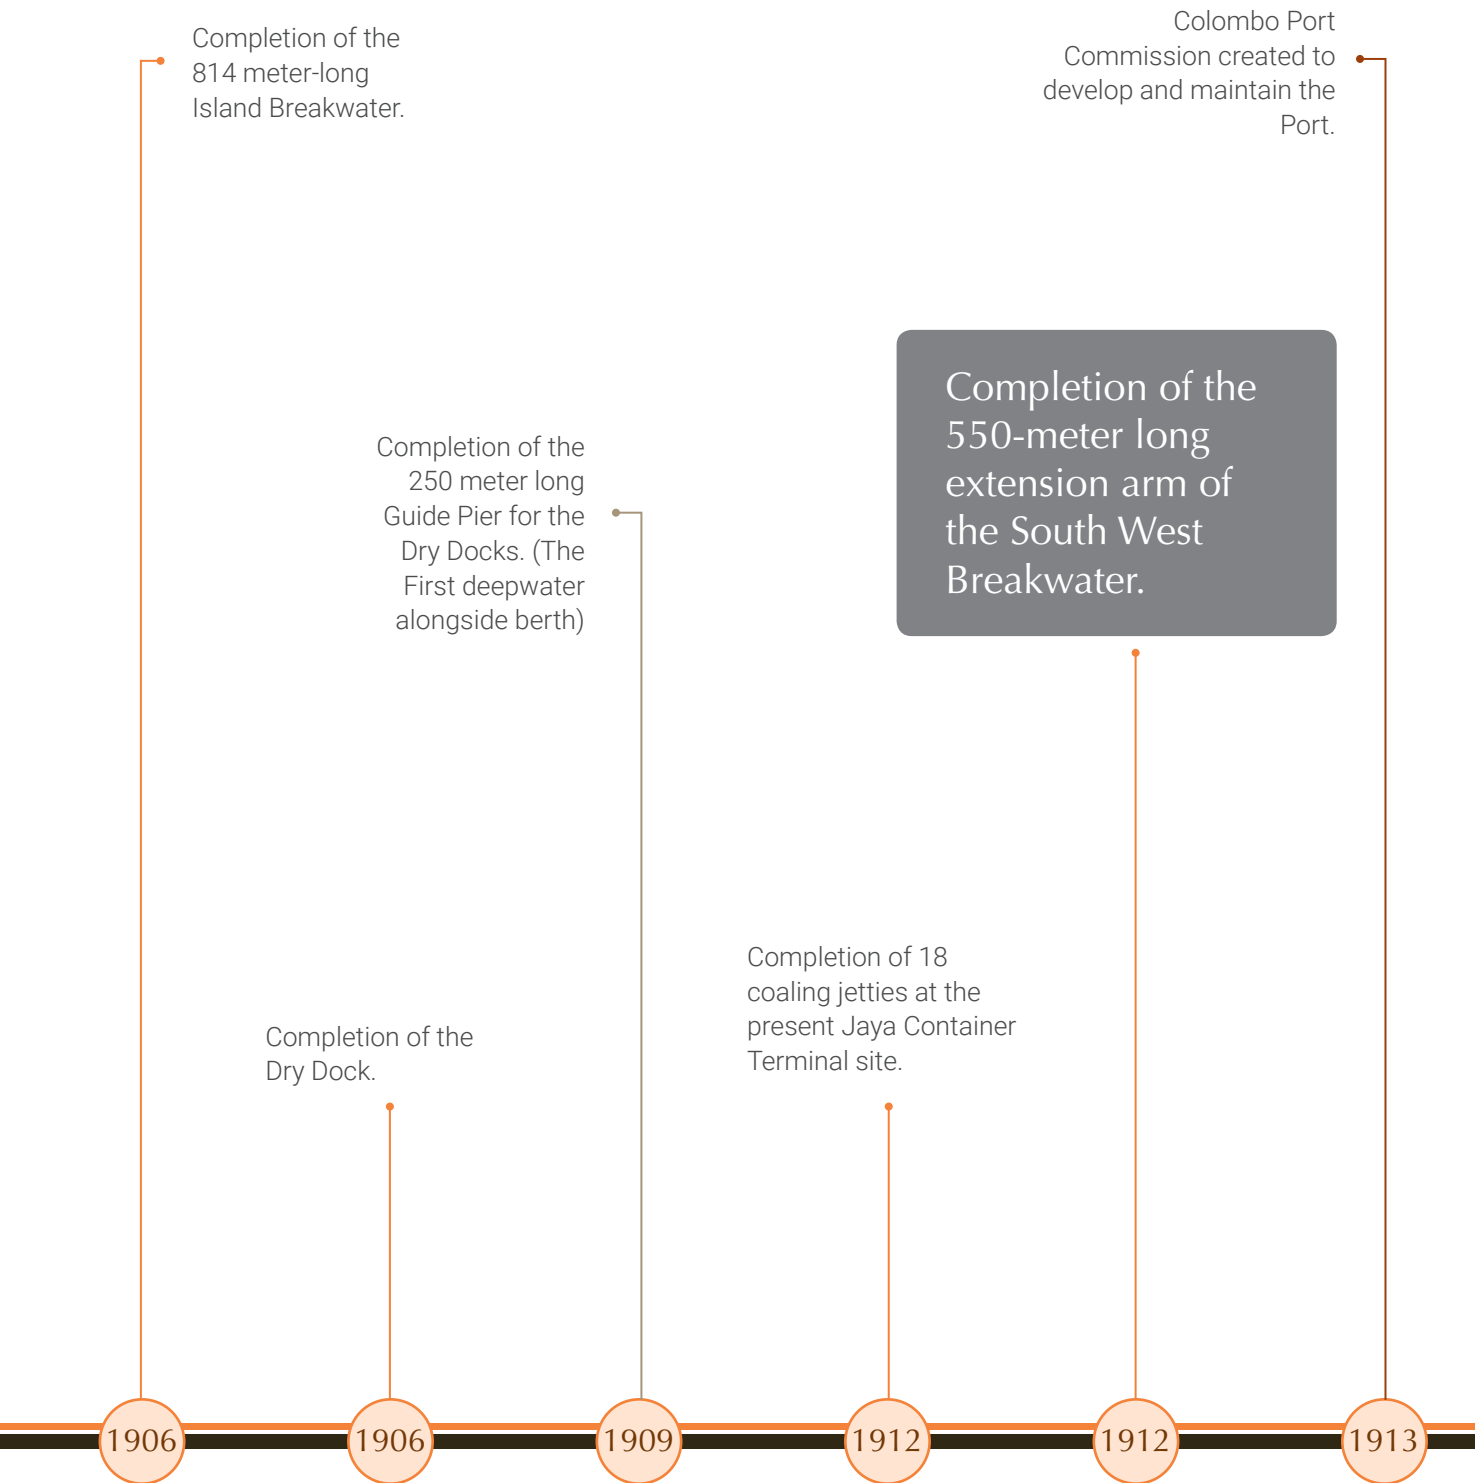 Completion of the
814 meter-long
Island Breakwater.
Colombo Port
Commission created to
develop and maintain the
Port.
Completion of the
550-meter long
extension arm of
the South West
Breakwater.
Completion of the
250 meter long
Guide Pier for the
Dry Docks. (The
First deepwater
alongside berth)
Completion of 18
coaling jetties at the
present Jaya Container
Terminal site.
Completion of the
Dry Dock.
1906
1906
1909
1912
1912
1913